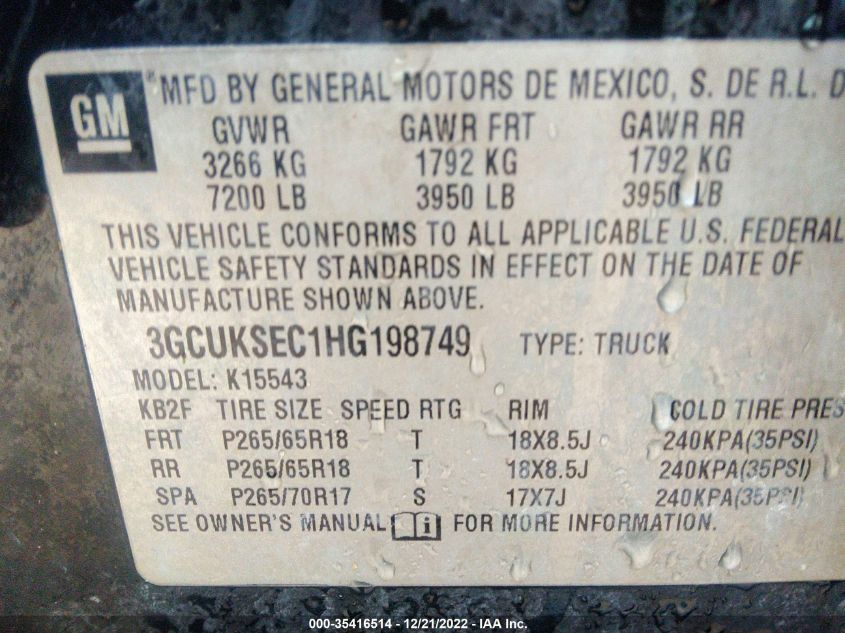 GM ® MFD BY GENERAL MOTORS DE MEXICO, S. DE R.L. D
GVWR GAWR FRT GAWR RR
3266 KG 1792 KG 1792 KG
7200 LB 3950 LB 3950 LB
THIS VEHICLE CONFORMS TO ALL APPLICABLE U.S. FEDERAL
VEHICLE SAFETY STANDARDS IN EFFECT ON THE DATE OF
MANUFACTURE SHOWN ABOVE.
3GCUKSEC1HG198749 TYPE: TRUCK
MODEL: K15543
KB2F TIRE SIZE SPEED RTG RIM COLD TIRE PRES
FRT P265/65R18 T 18X8.5J 240KPA(35PSI)
RR P265/65R18 T 18X8.5J 240KPA(35PSI)
SPA P265/70R17 S 17X7J 240KPA(35PSI)
SEE OWNER'S MANUAL i FOR MORE INFORMATION.
000-35416514 - 12/21/2022 - IAA Inc.